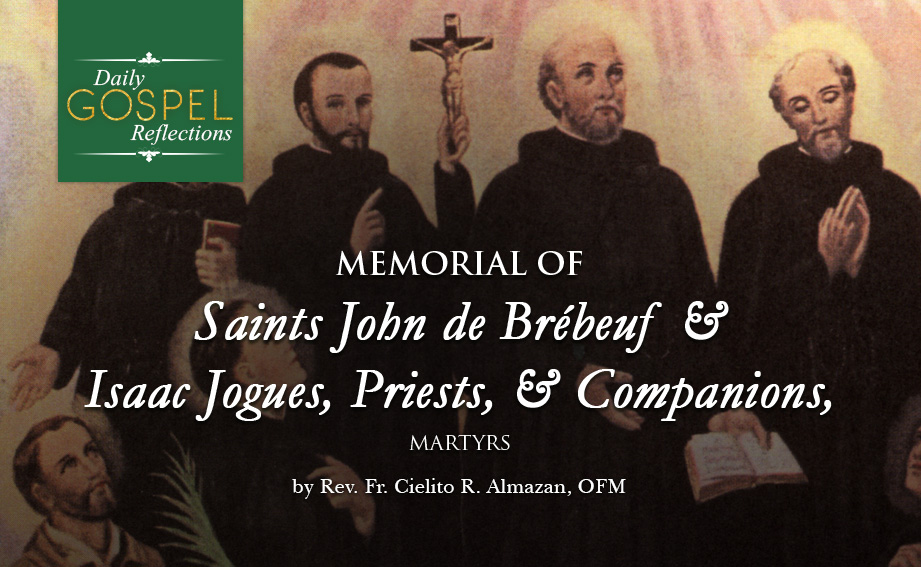 Daily
GOSPEL
Reflections
MEMORIAL OF
Saints John de Brébeuf &
Isaac Jogues, Priests, & Companions,
MARTYRS
by Rev. Fr. Cielito R. Almazan, OFM